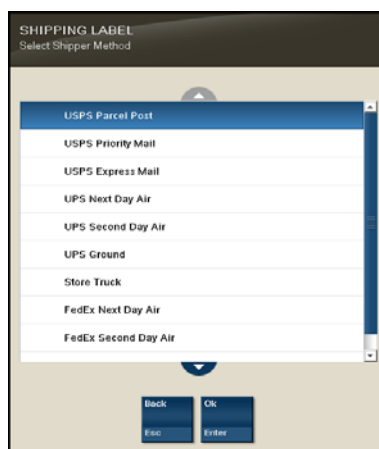 SHIPPING LABEL
Select Shipper Method
USPS Parcel Post
USPS Priority Mail
USPS Express Mail
UPS Next Day Air
UPS Second Day Air
UPS Ground
Store Truck
FedEx Next Day Air
FedEx Second Day Air
Back Ok
Esc Enter